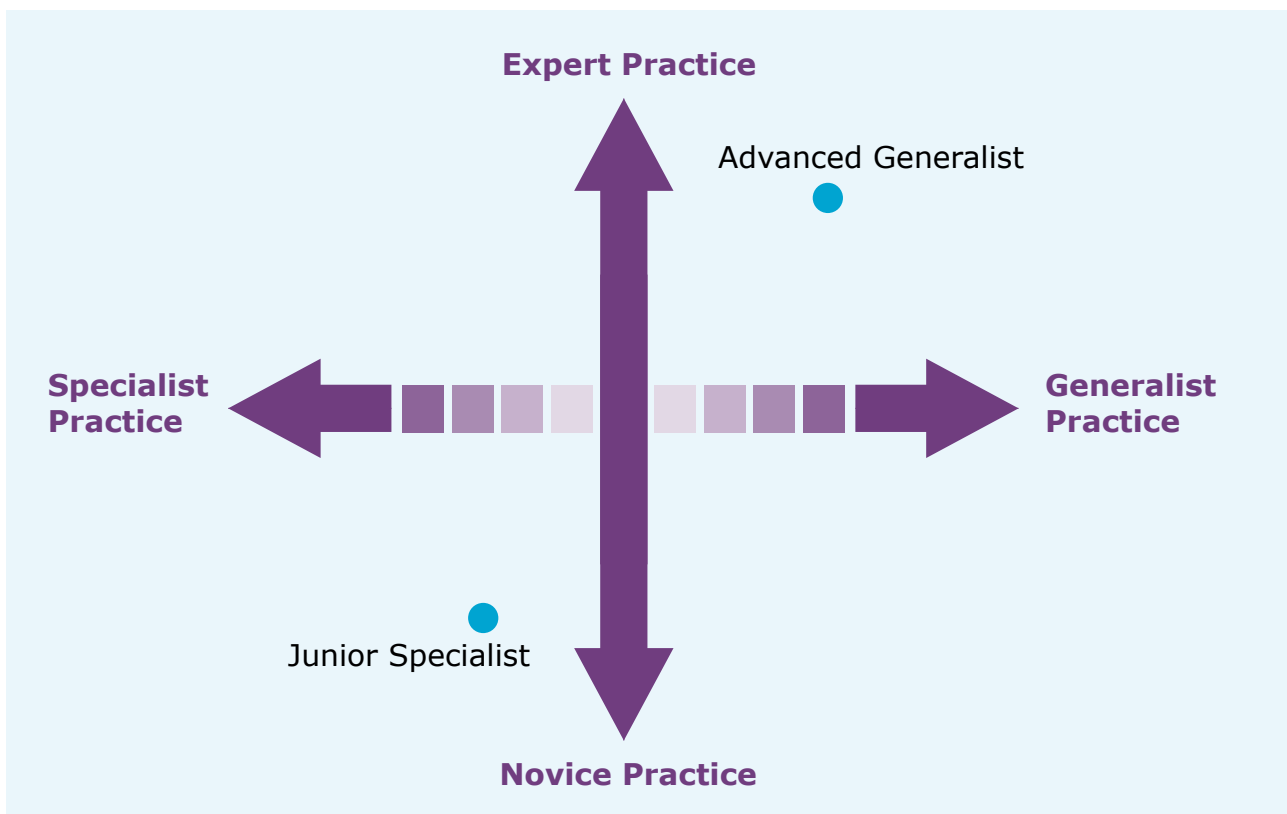 Expert Practice
Advanced Generalist
Specialist
Practice
Generalist
Practice
Junior Specialist
Novice Practice